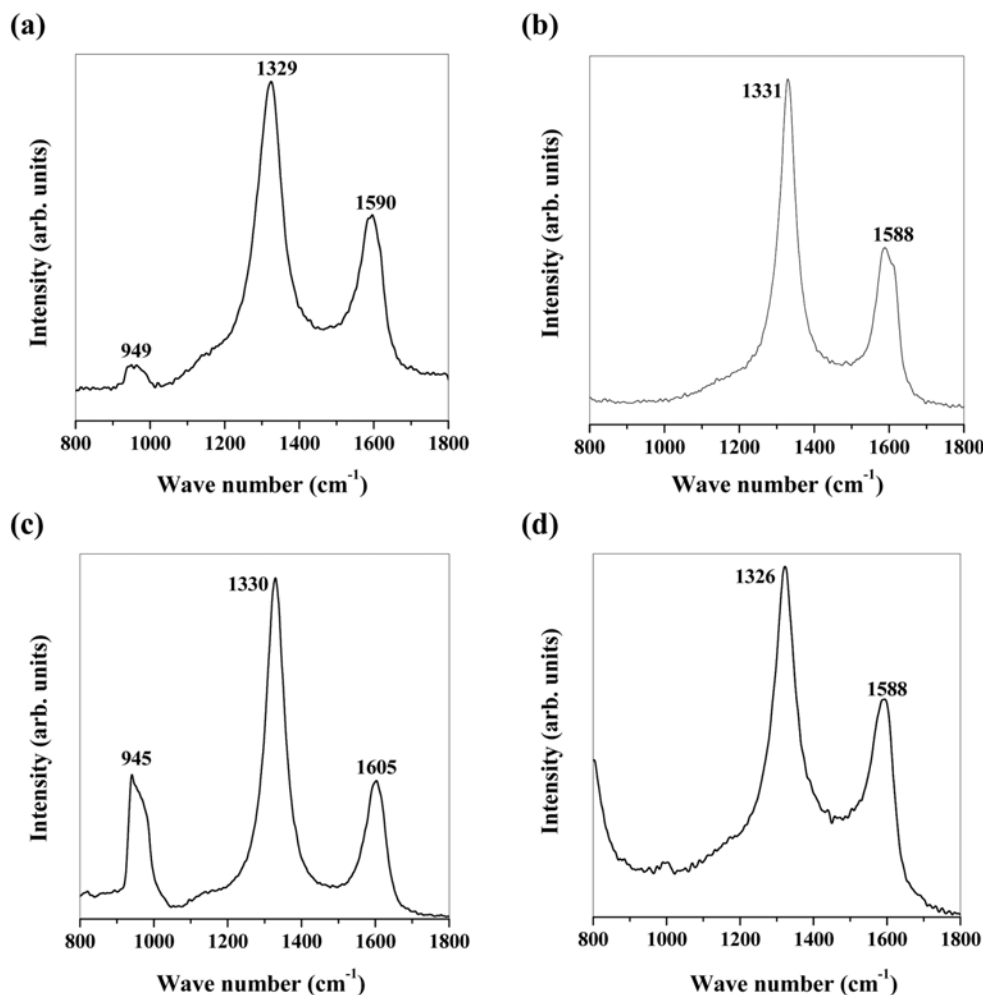 (a)
1329
1590
949
Intensity (arb. units)
800 1000 1200 1400 1600 1800
Wave number (cm⁻¹)
(b)
1331
1588
Intensity (arb. units)
800 1000 1200 1400 1600 1800
Wave number (cm⁻¹)
(c)
1330
945
1605
Intensity (arb. units)
800 1000 1200 1400 1600 1800
Wave number (cm⁻¹)
(d)
1326
1588
Intensity (arb. units)
800 1000 1200 1400 1600 1800
Wave number (cm⁻¹)